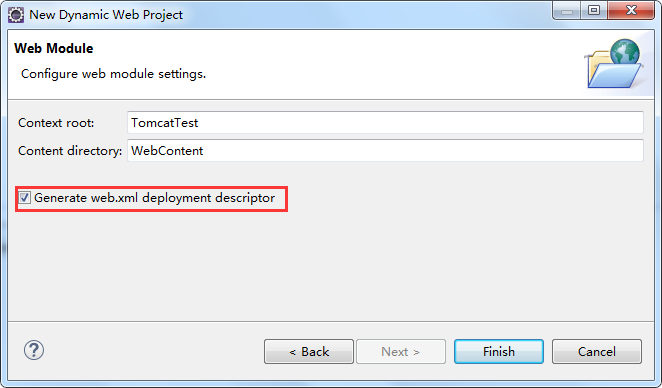 New Dynamic Web Project
Web Module
Configure web module settings.
Context root: TomcatTest
Content directory: WebContent
Generate web.xml deployment descriptor
? < Back Next > Finish Cancel